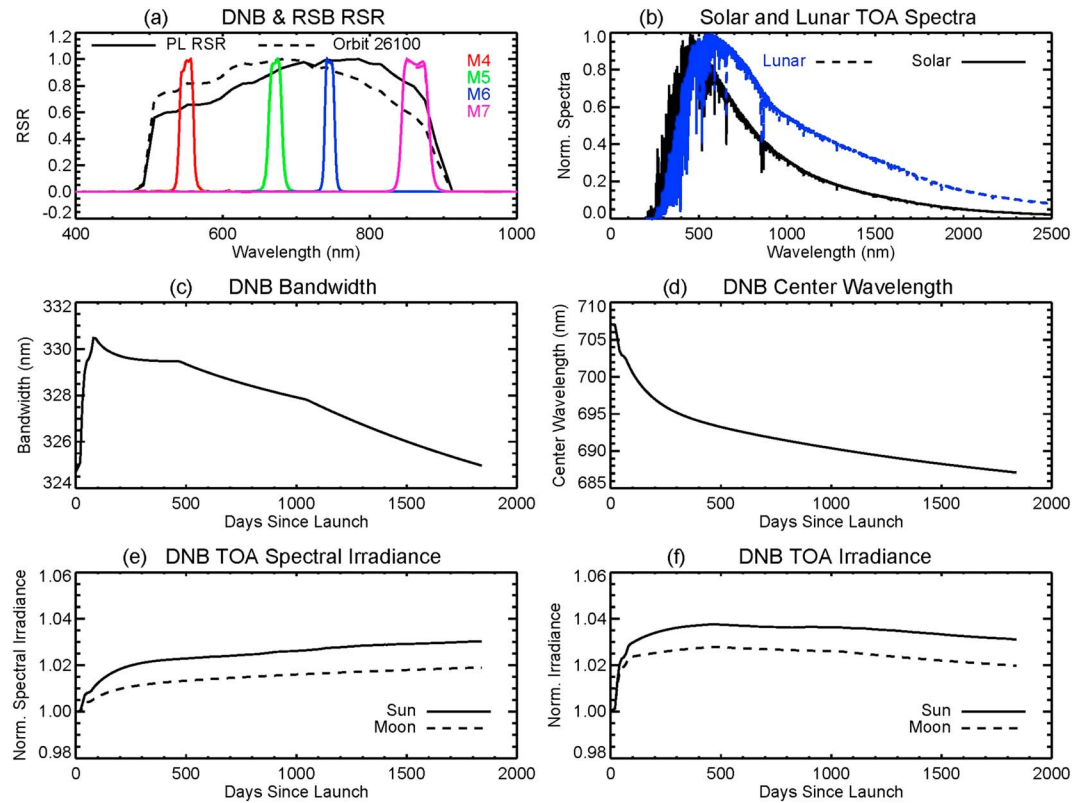 (a) DNB & RSB RSR
PL RSR Orbit 26100
M4
M5
M6
M7
1.2
1.0
0.8
0.6
0.4
0.2
0.0
-0.2
RSR
400 500 600 700 800 900 1000
Wavelength (nm)
(b) Solar and Lunar TOA Spectra
Lunar Solar
1.0
0.8
0.6
0.4
0.2
0.0
Norm. Spectra
0 500 1000 1500 2000 2500
Wavelength (nm)
(c) DNB Bandwidth
332
330
328
326
324
Bandwidth (nm)
0 500 1000 1500 2000
Days Since Launch
(d) DNB Center Wavelength
710
705
700
695
690
685
Center Wavelength (nm)
0 500 1000 1500 2000
Days Since Launch
(e) DNB TOA Spectral Irradiance
1.06
1.04
1.02
1.00
0.98
Norm. Spectral Irradiance
Sun
Moon
0 500 1000 1500 2000
Days Since Launch
(f) DNB TOA Irradiance
1.06
1.04
1.02
1.00
0.98
Norm. Irradiance
Sun
Moon
0 500 1000 1500 2000
Days Since Launch